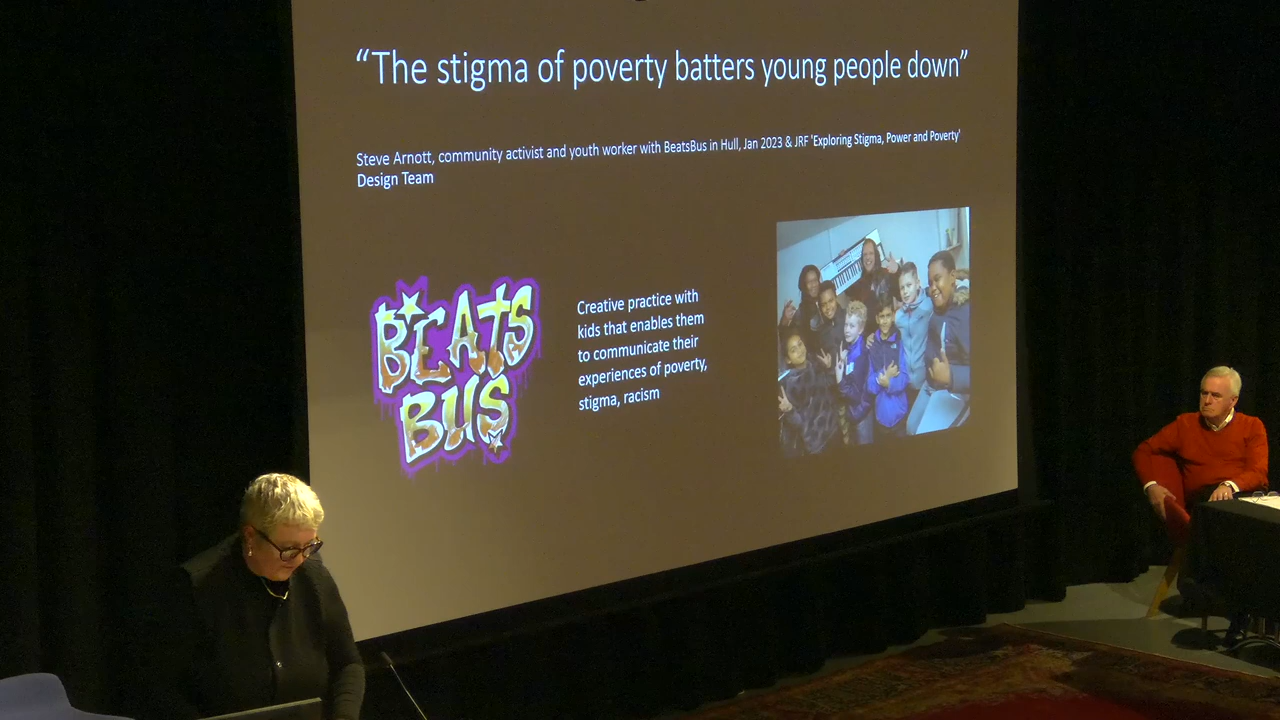 “The stigma of poverty batters young people down”
Steve Arnott, community activist and youth worker with BeatsBus in Hull, Jan 2023 & JRF 'Exploring Stigma, Power and Poverty'
Design Team
BEATS
BUS
Creative practice with
kids that enables them
to communicate their
experiences of poverty,
stigma, racism